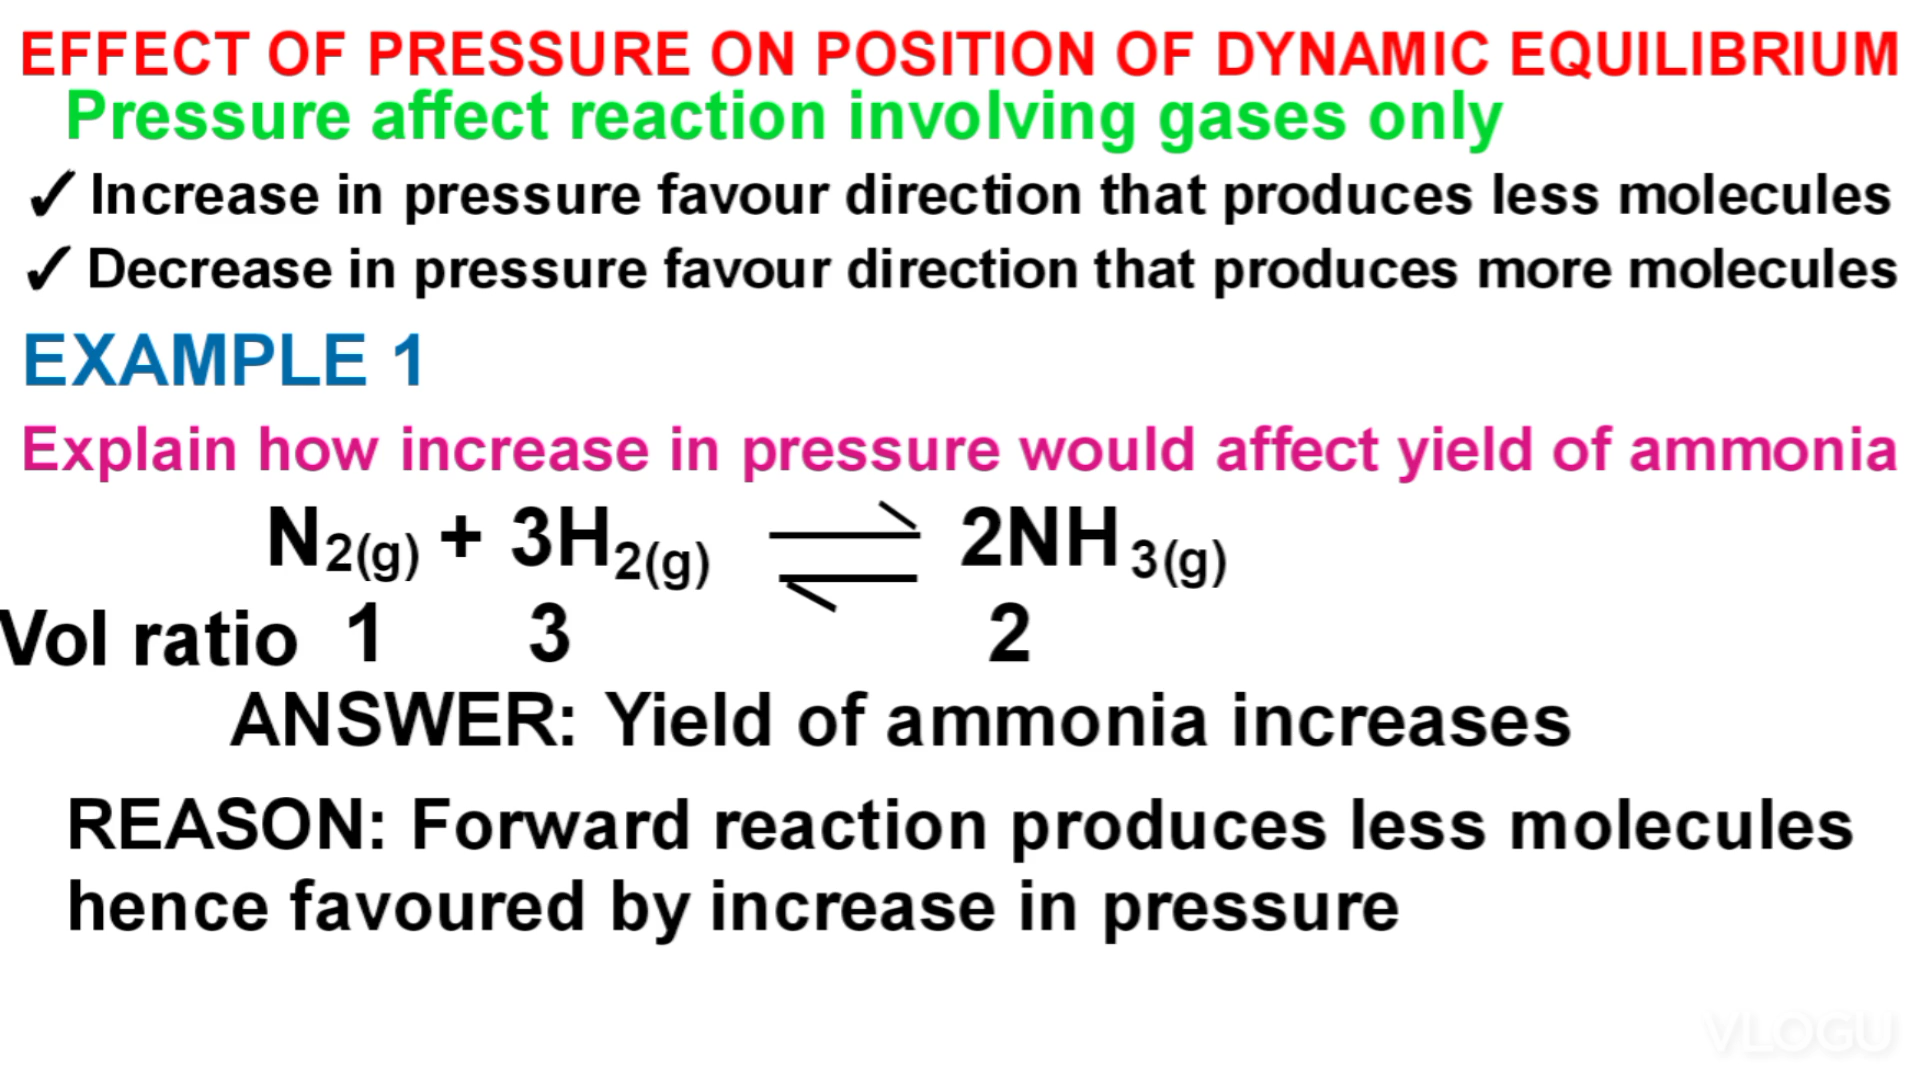 EFFECT OF PRESSURE ON POSITION OF DYNAMIC EQUILIBRIUM
Pressure affect reaction involving gases only
✓ Increase in pressure favour direction that produces less molecules
✓ Decrease in pressure favour direction that produces more molecules
EXAMPLE 1
Explain how increase in pressure would affect yield of ammonia
N₂(g) + 3H₂(g) ⇌ 2NH₃(g)
Vol ratio 1 3 2
ANSWER: Yield of ammonia increases
REASON: Forward reaction produces less molecules
hence favoured by increase in pressure
VLOGU